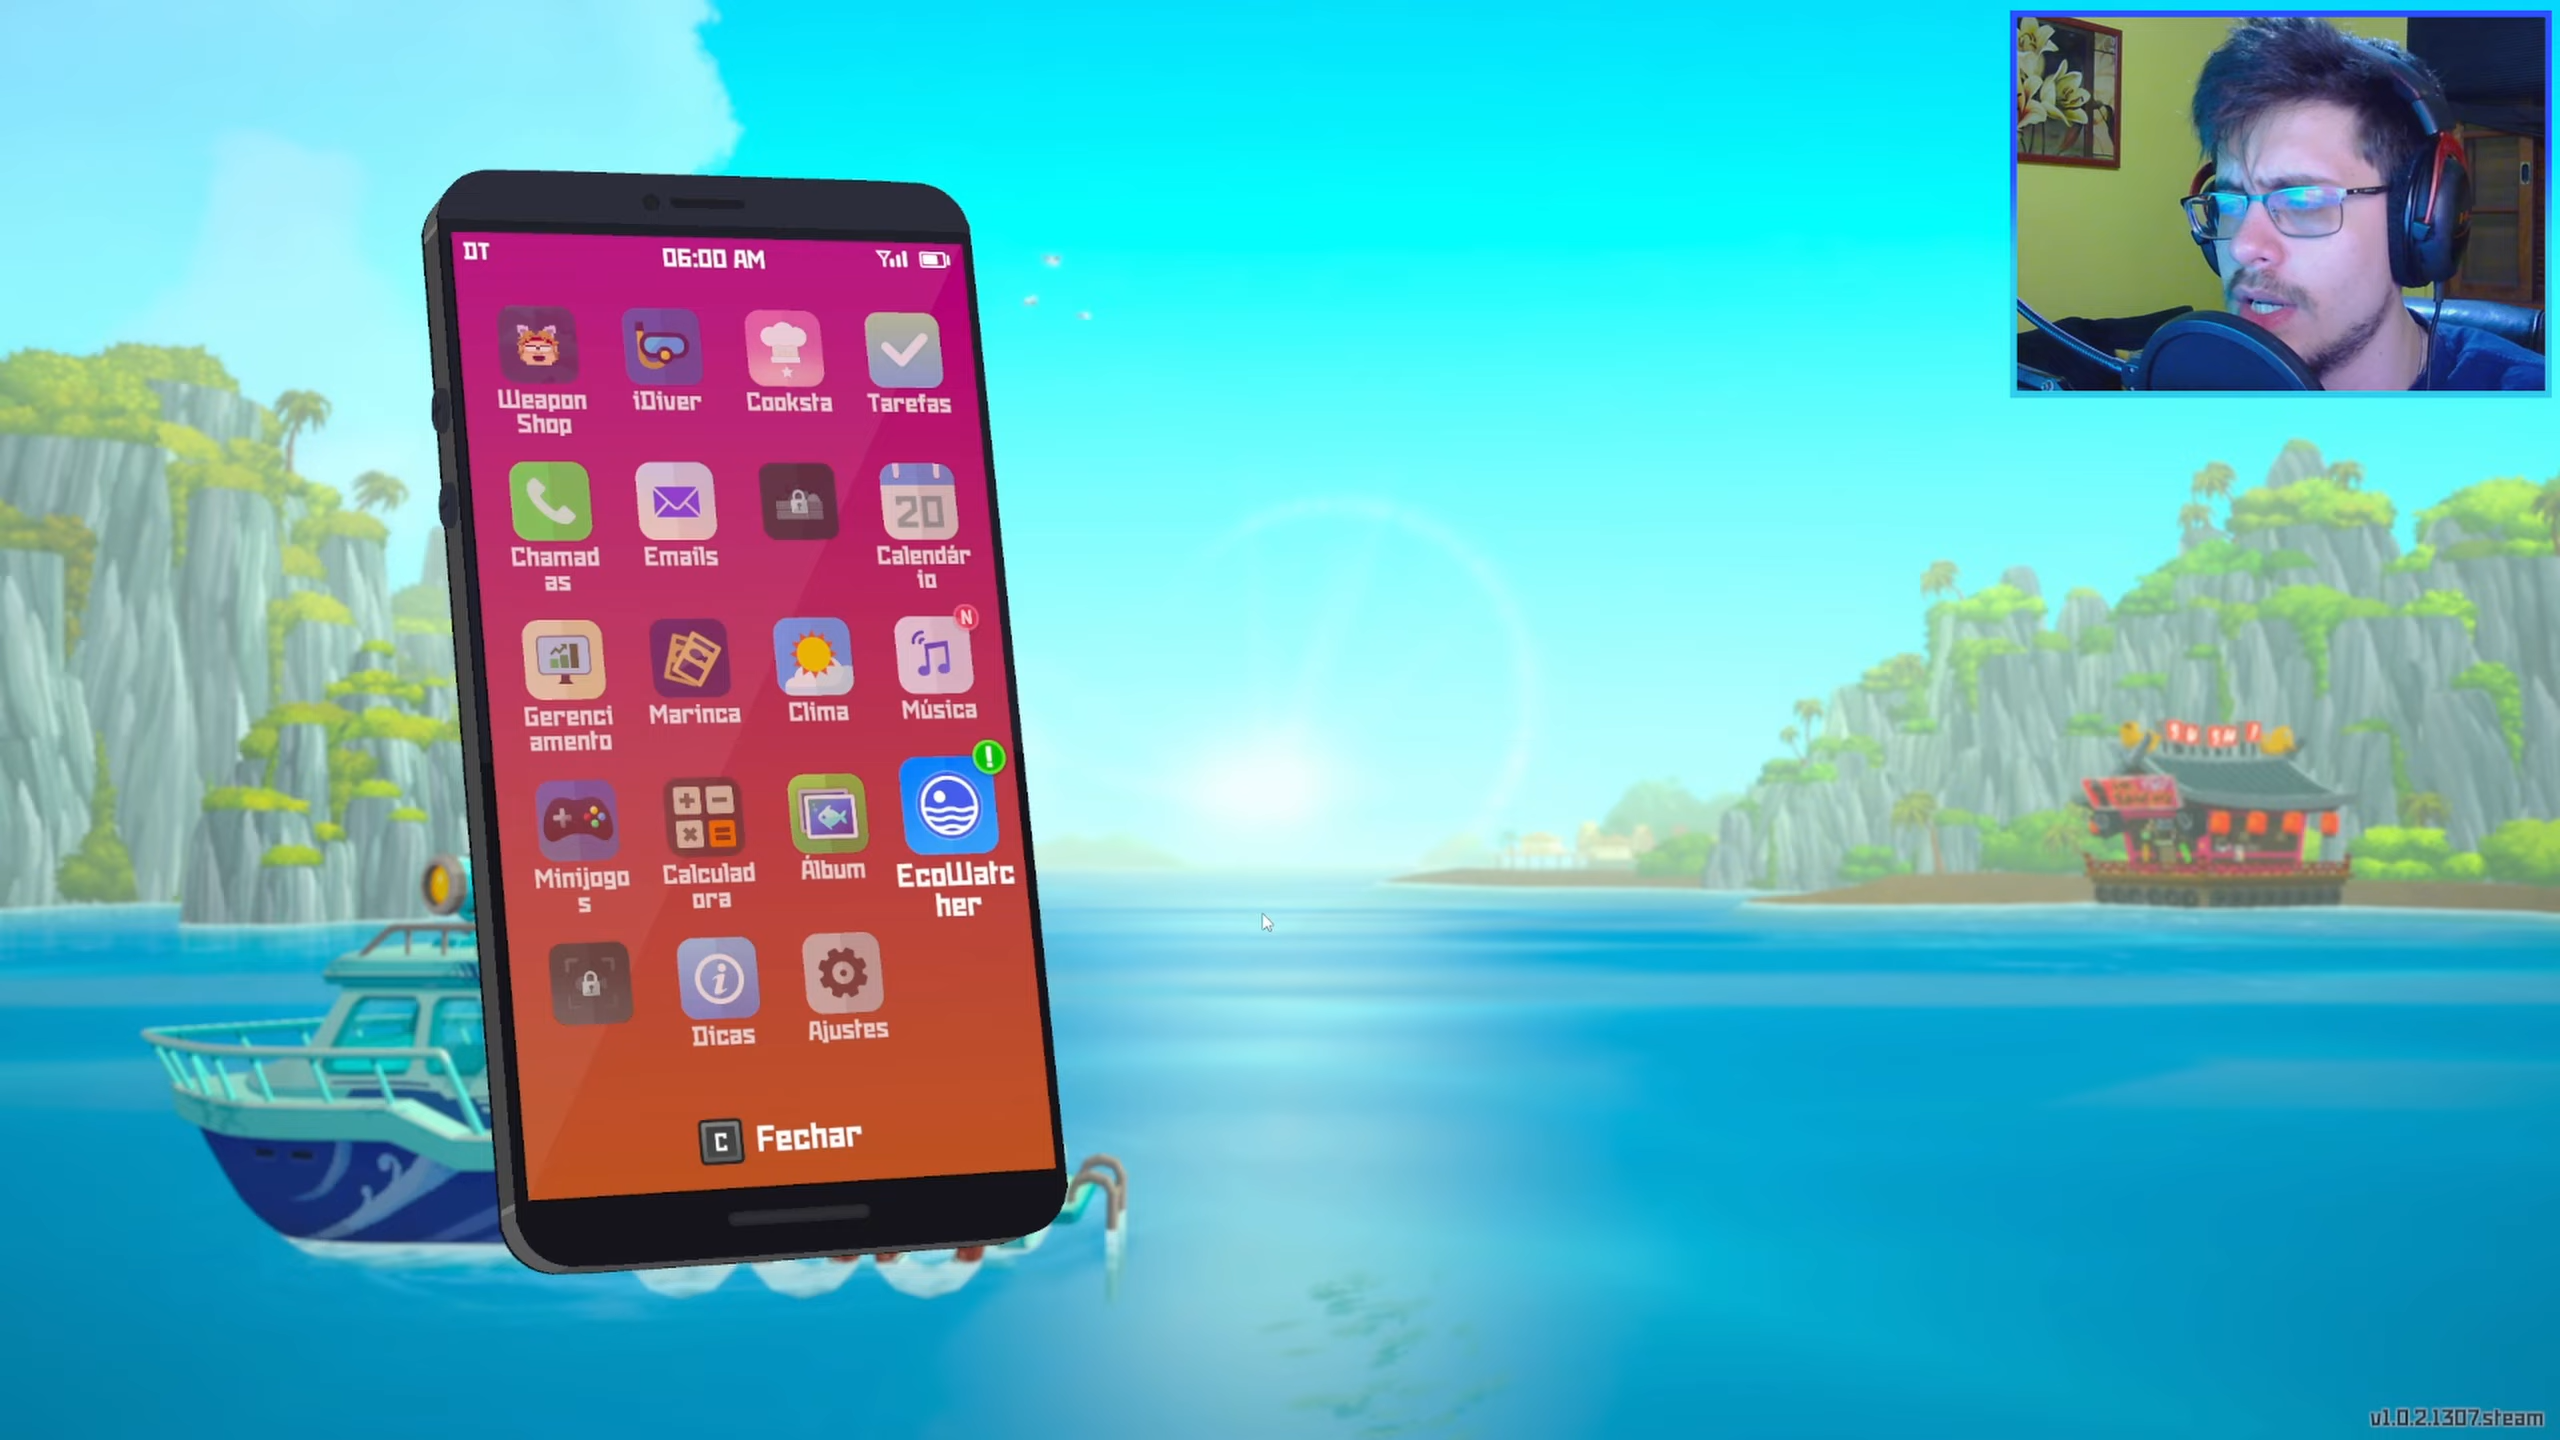 DT
06:00 AM
Weapon
Shop
iDiver
Cooksta
Tarefas
Chamad
as
Emails
20
Calendár
io
Gerenci
amento
Marinca
Clima
N
Música
Minijogo
s
Calculad
ora
Álbum
!
EcoWatc
her
Dicas
Ajustes
C Fechar
SUSHI
v1.0.2.1307.steam